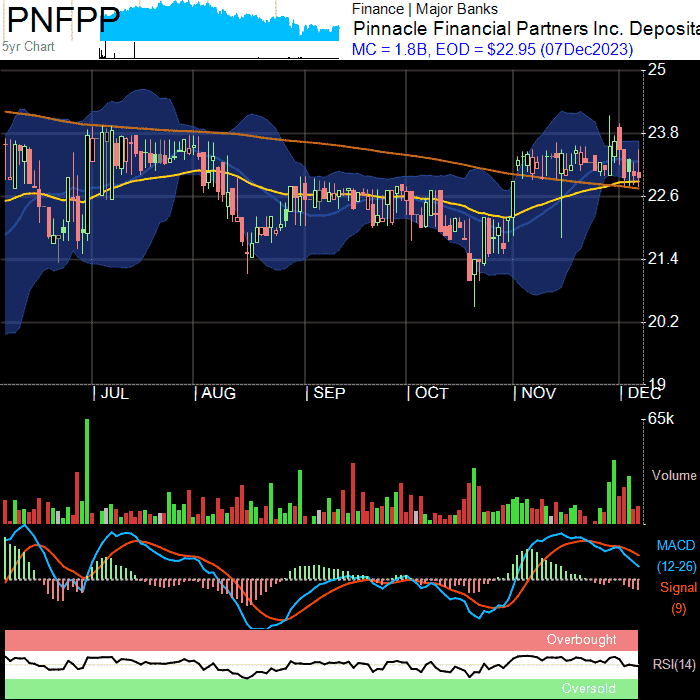 PNFPP
5yr Chart
Finance | Major Banks
Pinnacle Financial Partners Inc. Deposita
MC = 1.8B, EOD = $22.95 (07Dec2023)
25
23.8
22.6
21.4
20.2
19
JUL AUG SEP OCT NOV DEC
65k
Volume
MACD
(12-26)
Signal
(9)
Overbought
RSI(14)
Oversold